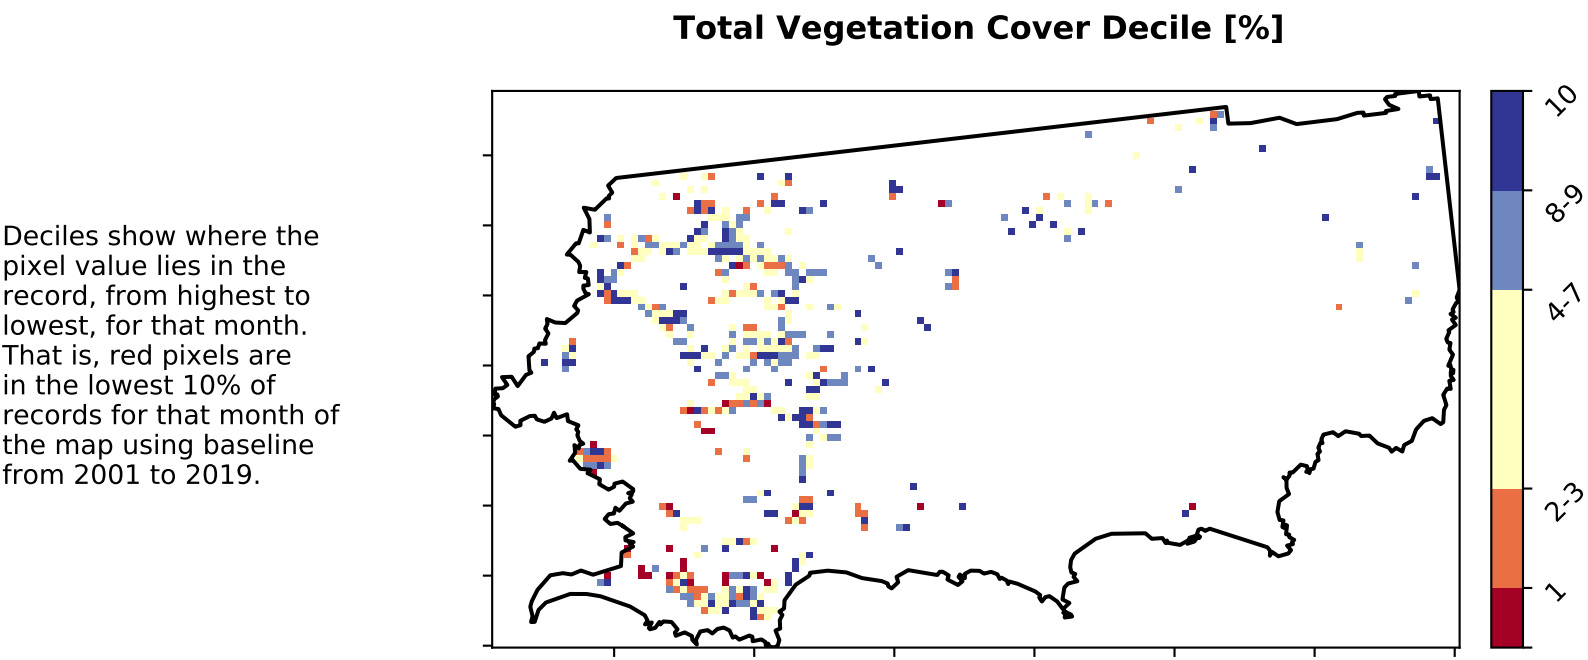 Total Vegetation Cover Decile [%]
Deciles show where the
pixel value lies in the
record, from highest to
lowest, for that month.
That is, red pixels are
in the lowest 10% of
records for that month of
the map using baseline
from 2001 to 2019.
10
8-9
4-7
2-3
1